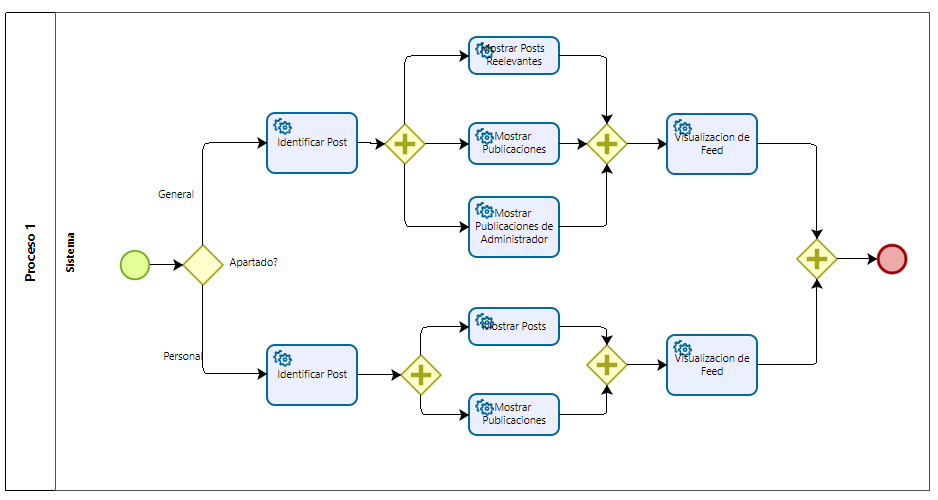 Proceso 1
Sistema
General
Apartado?
Personal
Identificar Post
Mostrar Posts
Reelevantes
Mostrar
Publicaciones
Mostrar
Publicaciones de
Administrador
Visualizacion de
Feed
Identificar Post
Mostrar Posts
Mostrar
Publicaciones
Visualizacion de
Feed